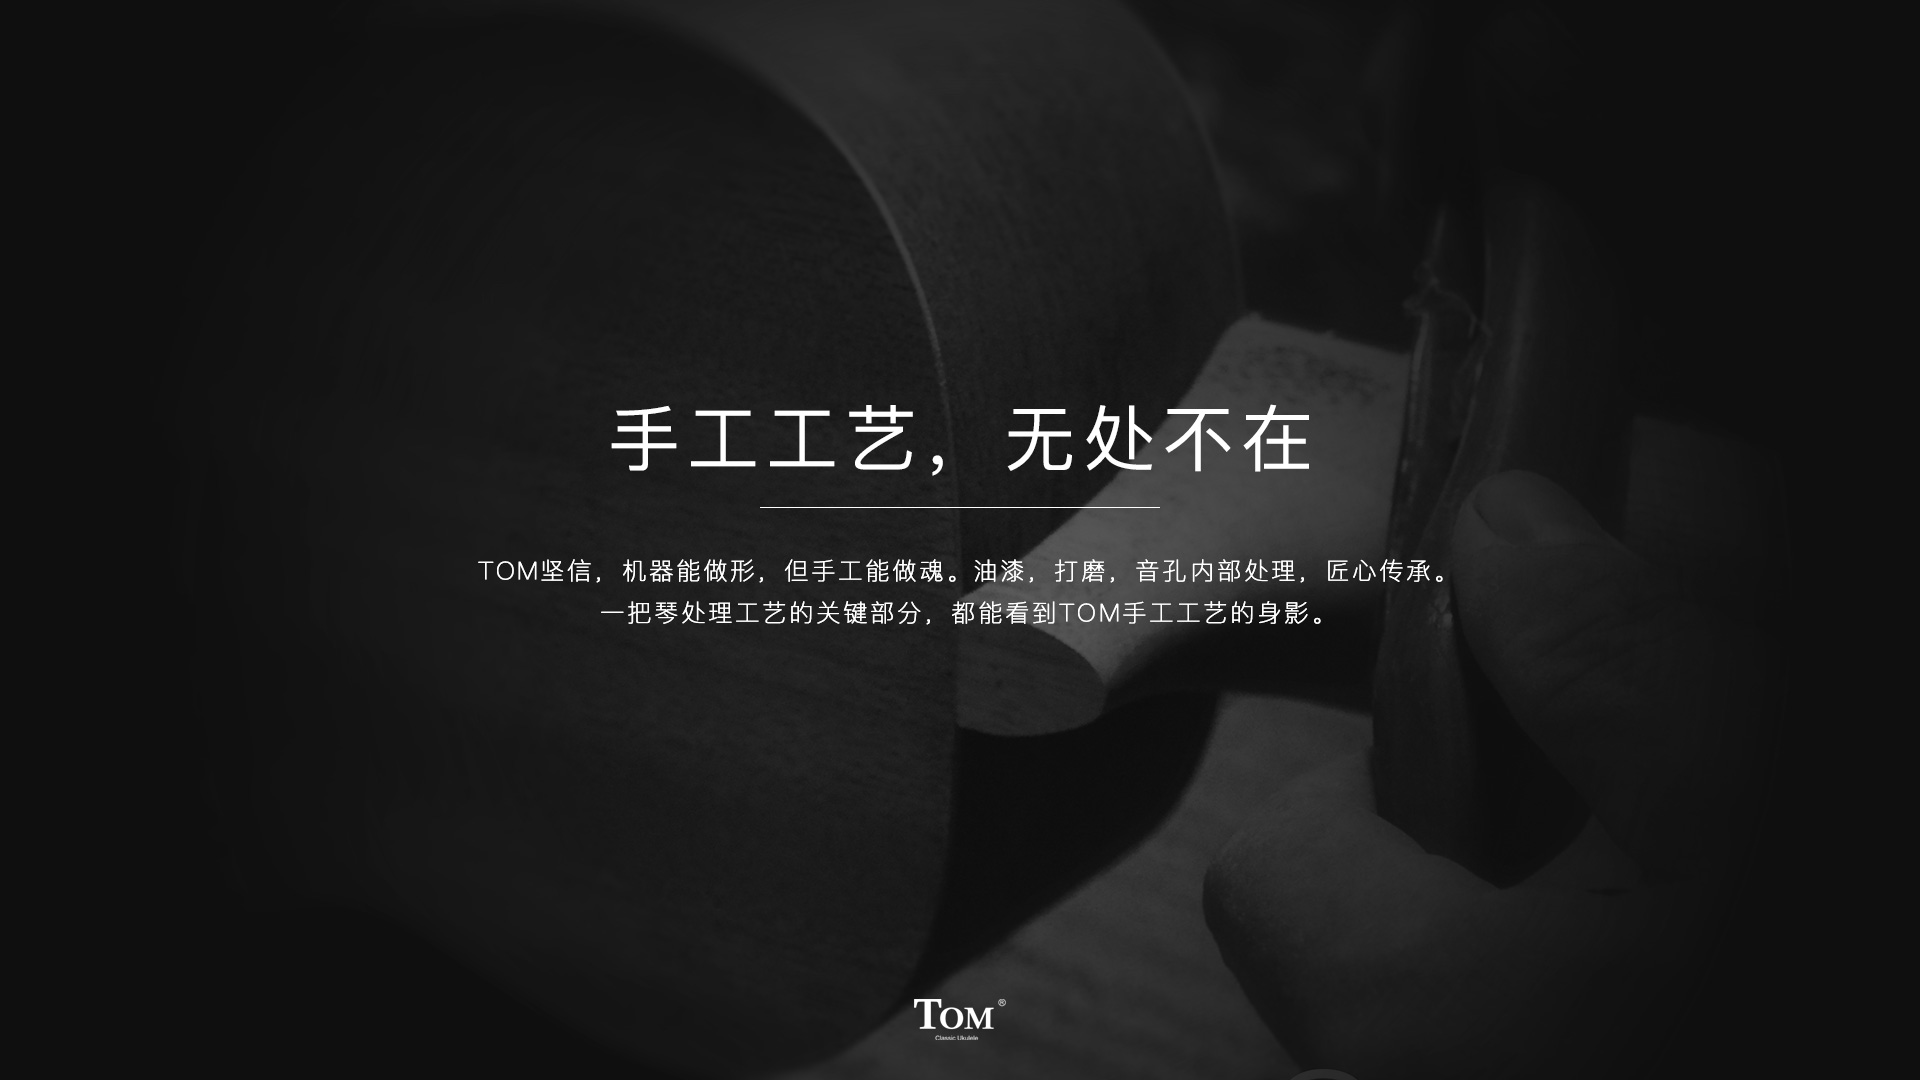 手工工艺，无处不在
TOM坚信，机器能做形，但手工能做魂。油漆，打磨，音孔内部处理，匠心传承。
一把琴处理工艺的关键部分，都能看到TOM手工工艺的身影。
TOM®
Classic Ukulele